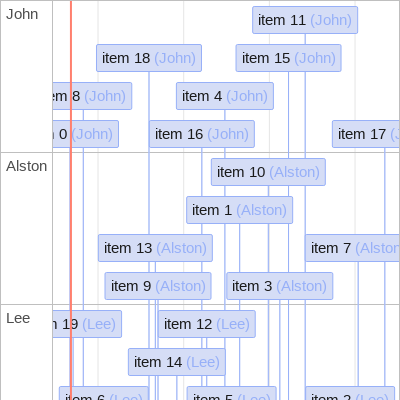 John
item 11 (John)
item 18 (John)
item 15 (John)
8 (John)
item 4 (John)
0 (John)
item 16 (John)
item 17
Alston
item 10 (Alston)
item 1 (Alston)
item 13 (Alston)
item 7
item 9 (Alston)
item 3 (Alston)
Lee
19 (Lee)
item 12 (Lee)
item 14 (Lee)
item 6 (Lee)
item 5 (Lee)
item 2 (Lee)